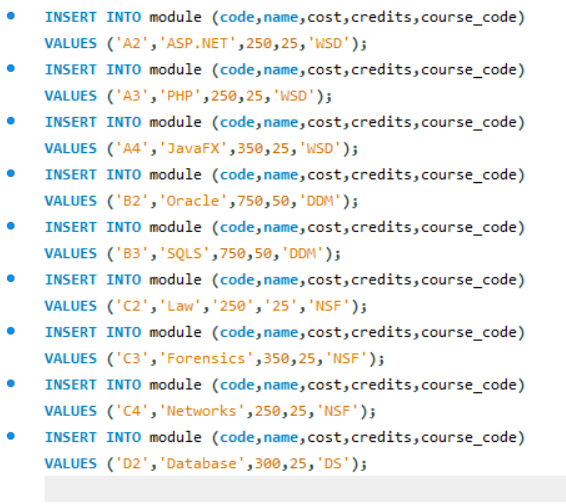 INSERT INTO module (code,name,cost,credits,course_code)
VALUES ('A2','ASP.NET',250,25,'WSD');
INSERT INTO module (code,name,cost,credits,course_code)
VALUES ('A3','PHP',250,25,'WSD');
INSERT INTO module (code,name,cost,credits,course_code)
VALUES ('A4','JavaFX',350,25,'WSD');
INSERT INTO module (code,name,cost,credits,course_code)
VALUES ('B2','Oracle',750,50,'DDM');
INSERT INTO module (code,name,cost,credits,course_code)
VALUES ('B3','SQLS',750,50,'DDM');
INSERT INTO module (code,name,cost,credits,course_code)
VALUES ('C2','Law','250','25','NSF');
INSERT INTO module (code,name,cost,credits,course_code)
VALUES ('C3','Forensics',350,25,'NSF');
INSERT INTO module (code,name,cost,credits,course_code)
VALUES ('C4','Networks',250,25,'NSF');
INSERT INTO module (code,name,cost,credits,course_code)
VALUES ('D2','Database',300,25,'DS');